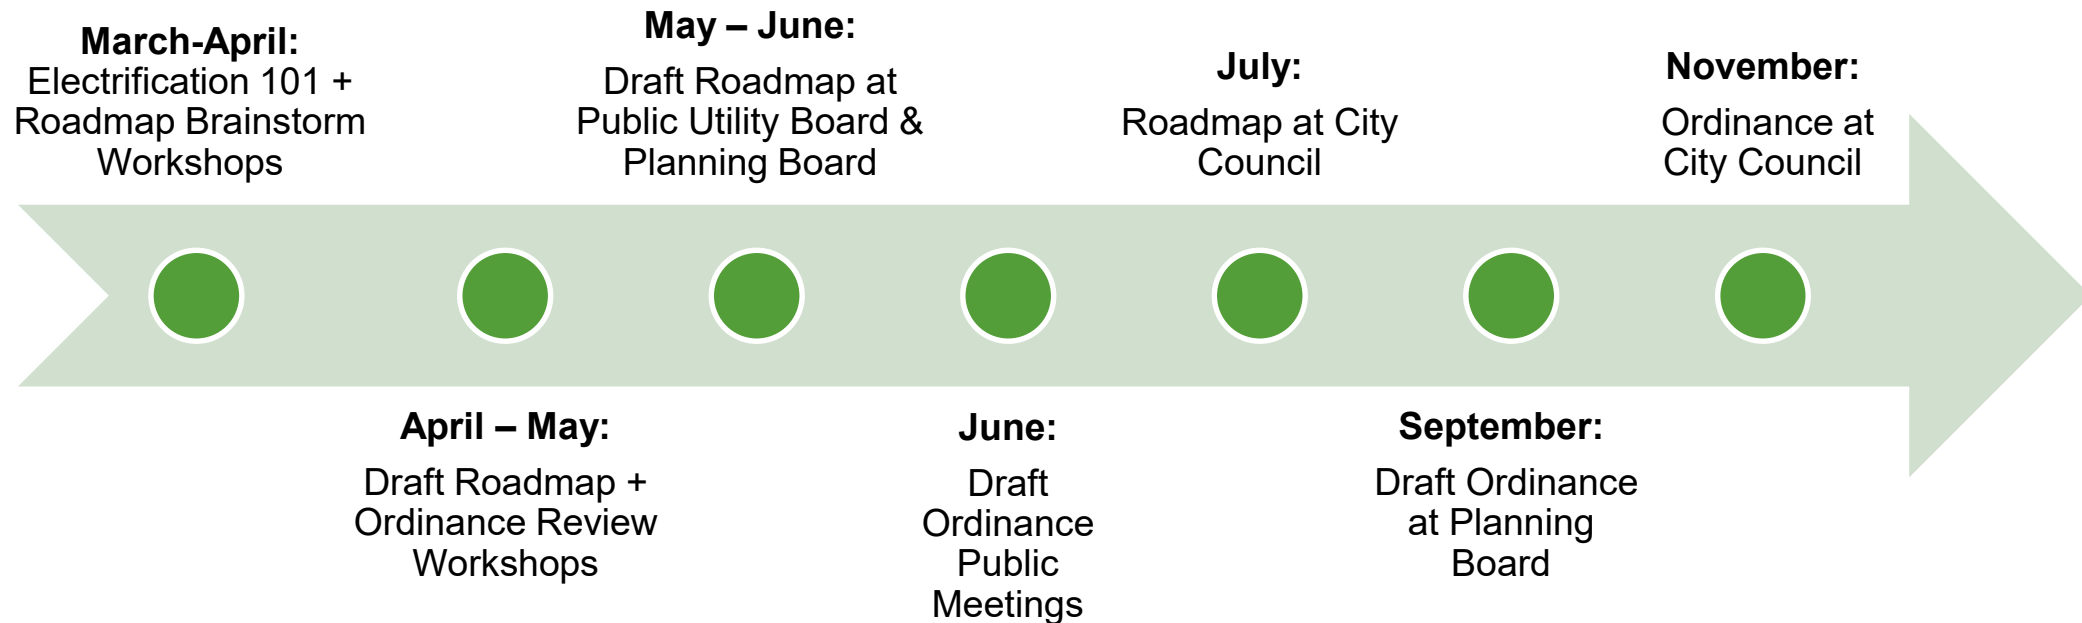 March-April:
Electrification 101 +
Roadmap Brainstorm
Workshops
April – May:
Draft Roadmap +
Ordinance Review
Workshops
May – June:
Draft Roadmap at
Public Utility Board &
Planning Board
June:
Draft
Ordinance
Public
Meetings
July:
Roadmap at City
Council
September:
Draft Ordinance
at Planning
Board
November:
Ordinance at
City Council